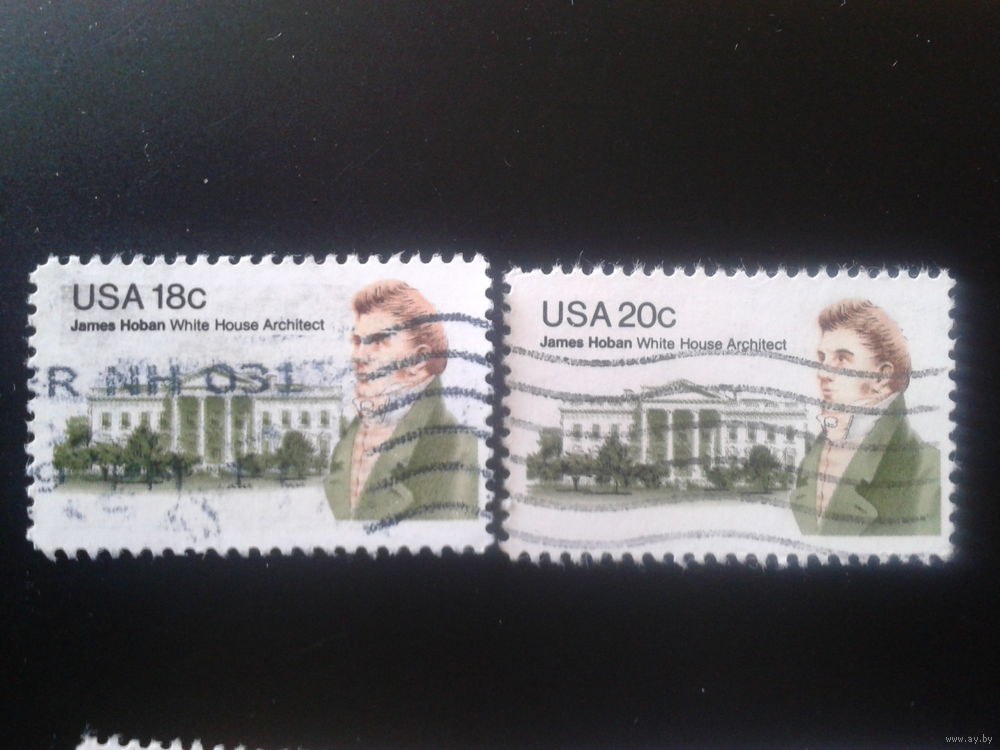 USA 18c
James Hoban White House Architect
R NH 031
USA 20c
James Hoban White House Architect
www.ay.by